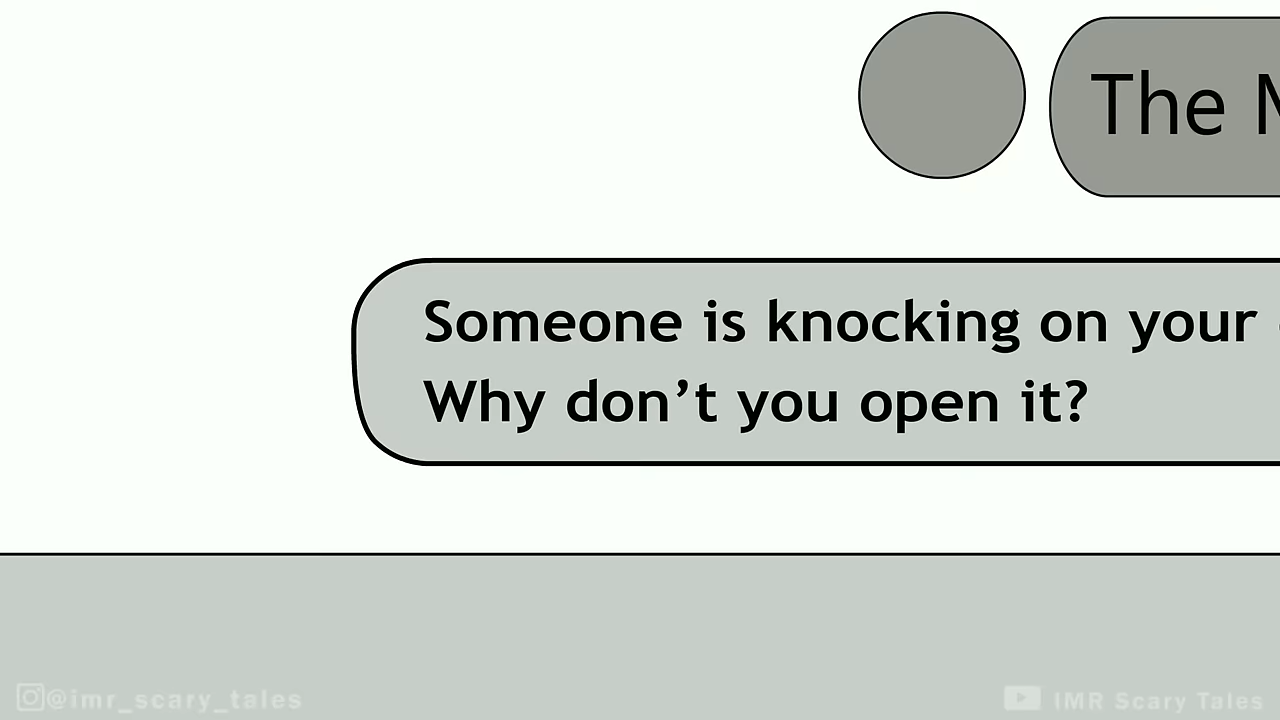 The
Someone is knocking on your
Why don’t you open it?
@imr_scary_tales
IMR Scary Tales